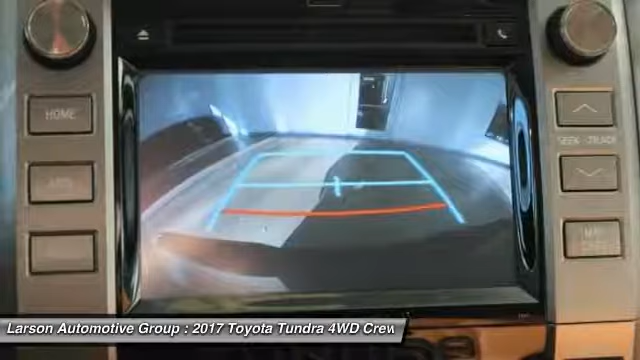 HOME
SEEK - TRACK
Larson Automotive Group : 2017 Toyota Tundra 4WD Crew